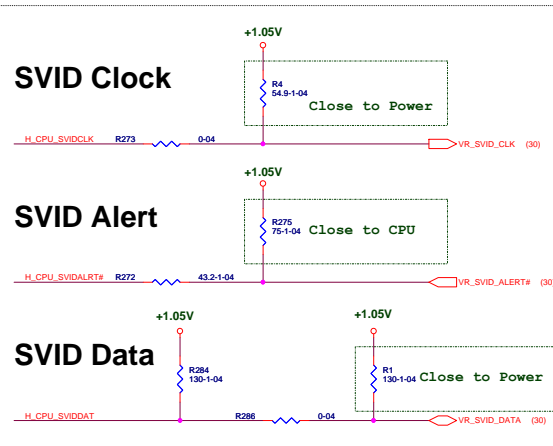 +1.05V
SVID Clock
R4
54.9-1-04
Close to Power
H_CPU_SVIDCLK R273 0-04 VR_SVID_CLK (30)
+1.05V
SVID Alert
R275
75-1-04 Close to CPU
H_CPU_SVIDALRT# R272 43.2-1-04 VR_SVID_ALERT# (30)
+1.05V +1.05V
SVID Data
R284 R1
130-1-04 130-1-04 Close to Power
H_CPU_SVIDDAT R286 0-04 VR_SVID_DATA (30)